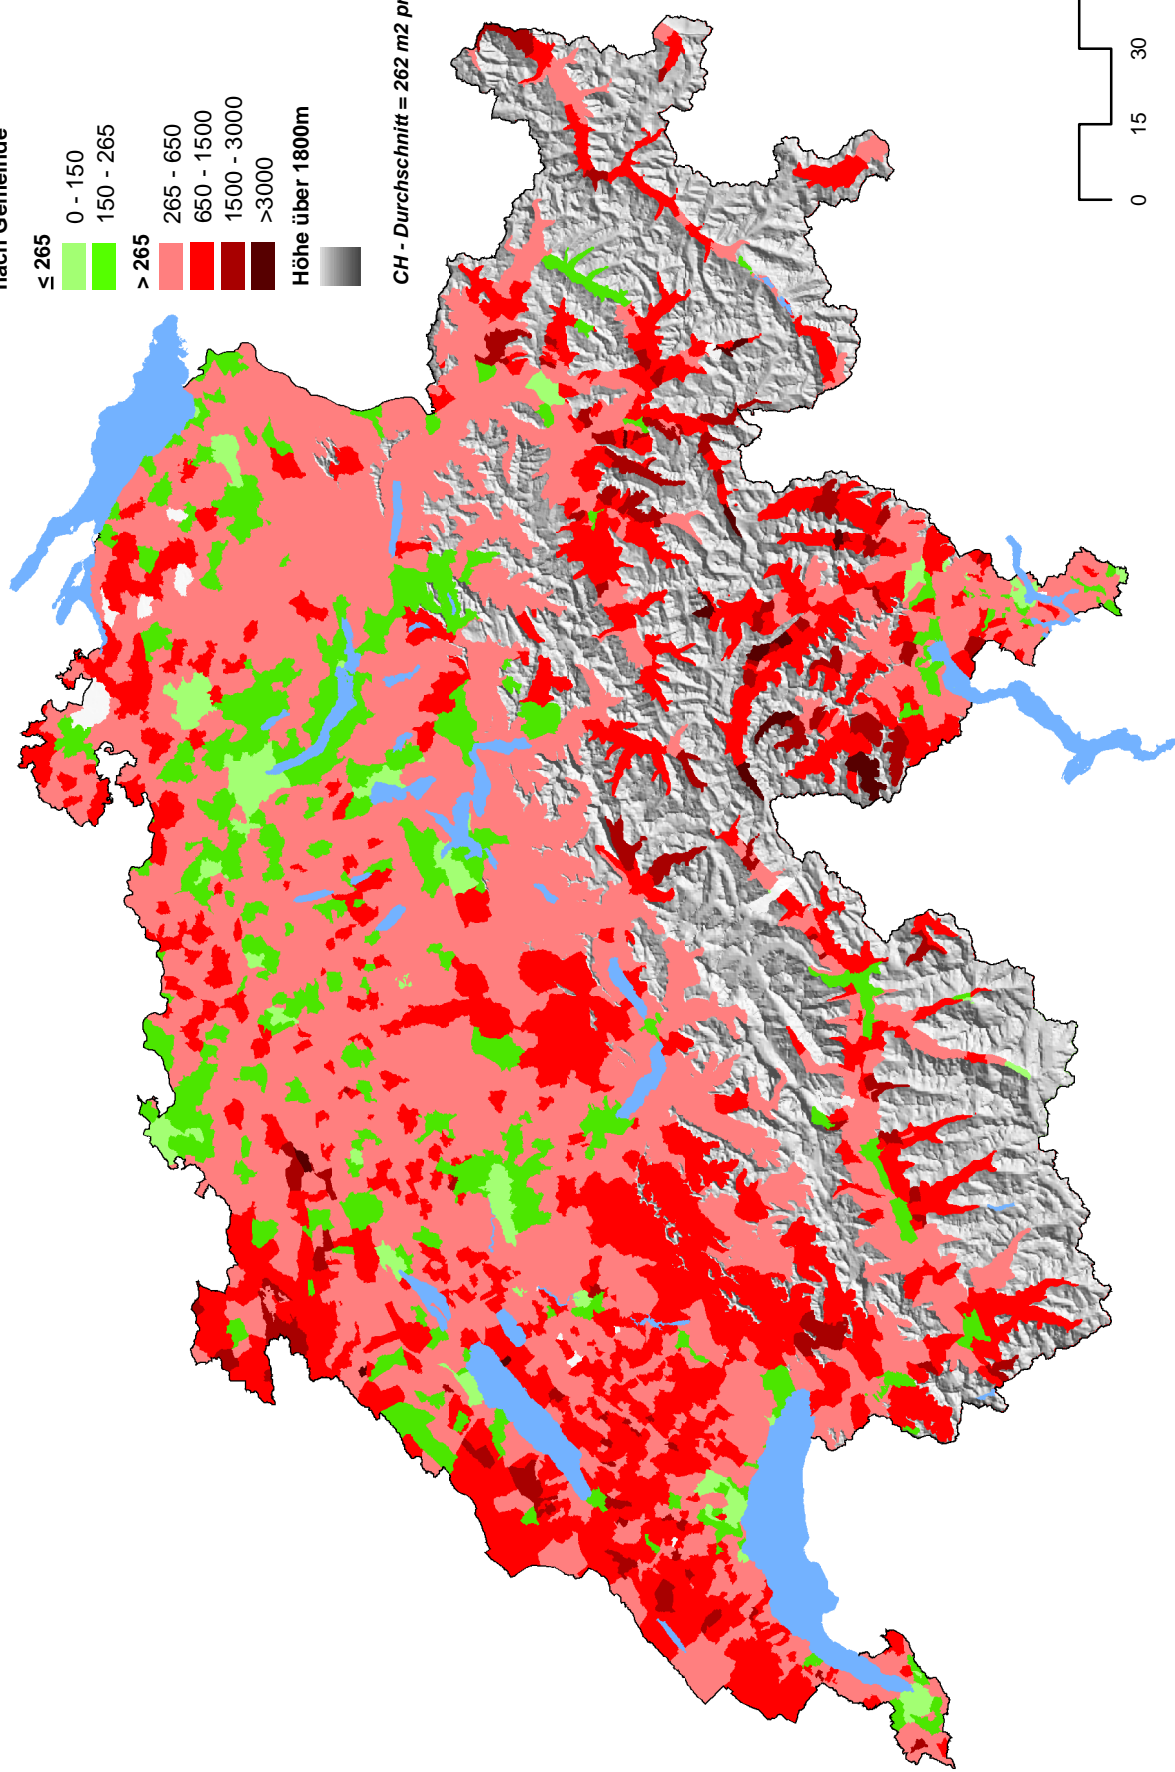 nach Gemeinde
≤ 265
0 - 150
150 - 265
> 265
265 - 650
650 - 1500
1500 - 3000
>3000
Höhe über 1800m
CH - Durchschnitt = 262 m2
0 15 30